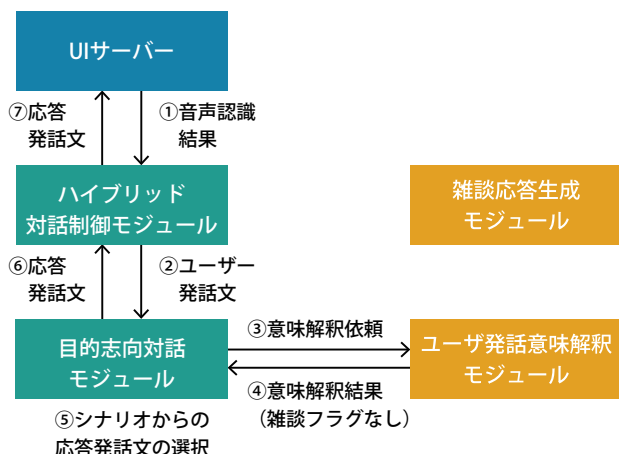 UIサーバー
⑦応答
発話文
①音声認識
結果
ハイブリッド
対話制御モジュール
雑談応答生成
モジュール
⑥応答
発話文
②ユーザー
発話文
目的志向対話
モジュール
③意味解釈依頼
④意味解釈結果
（雑談フラグなし）
ユーザ発話意味解釈
モジュール
⑤シナリオからの
応答発話文の選択